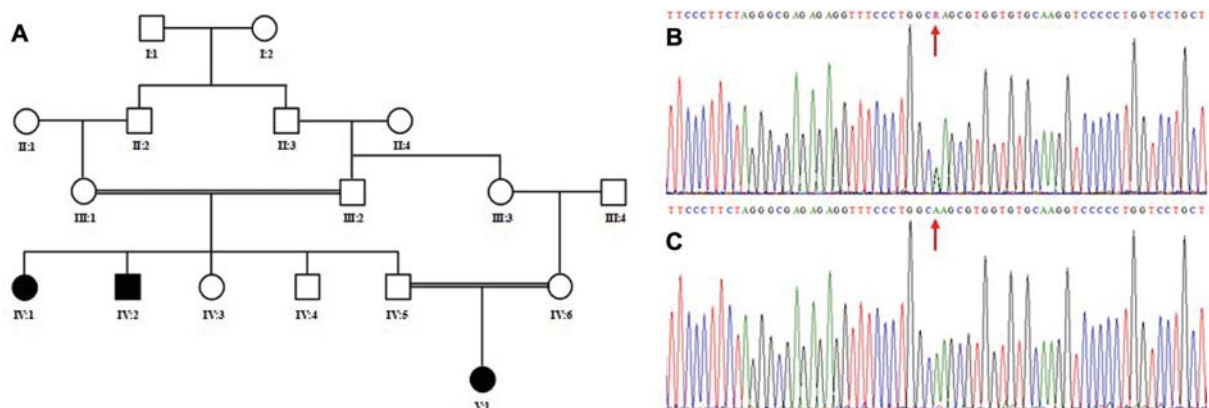 A
I:1
I:2
II:1
II:2
II:3
II:4
III:1
III:2
III:3
III:4
IV:1
IV:2
IV:3
IV:4
IV:5
IV:6
V:1
TTCCCTTCTAGGGCGAGAGAGGTTTCCCTGGCRAGCGTGGTGTGCAAGGTCCCCCTGGTCCTGCT
B
TTCCCTTCTAGGGCGAGAGAGGTTTCCCTGGCAAGCGTGGTGTGCAAGGTCCCCCTGGTCCTGCT
C